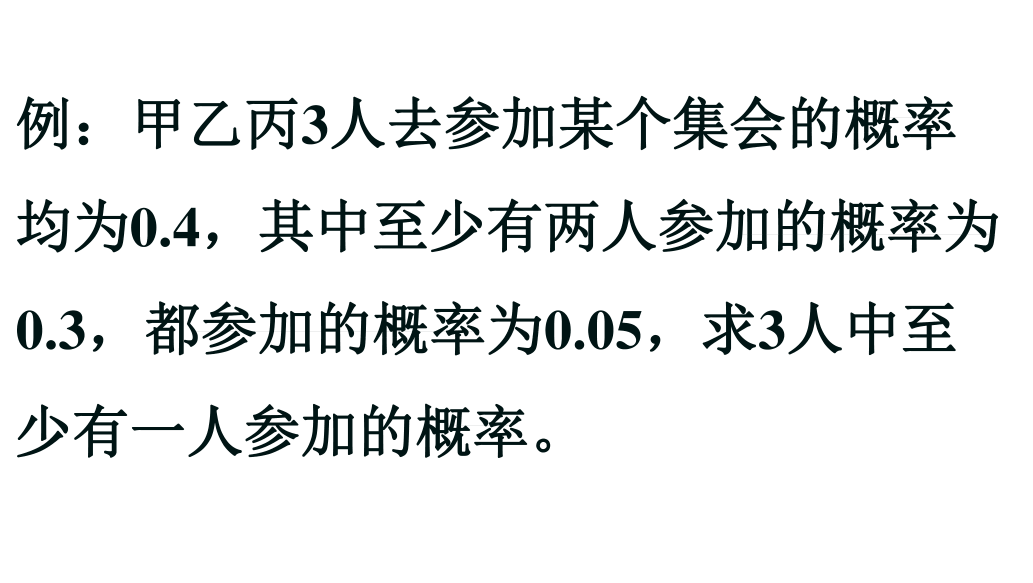 例：甲乙丙3人去参加某个集会的概率
均为0.4，其中至少有两人参加的概率为
0.3，都参加的概率为0.05，求3人中至
少有一人参加的概率。